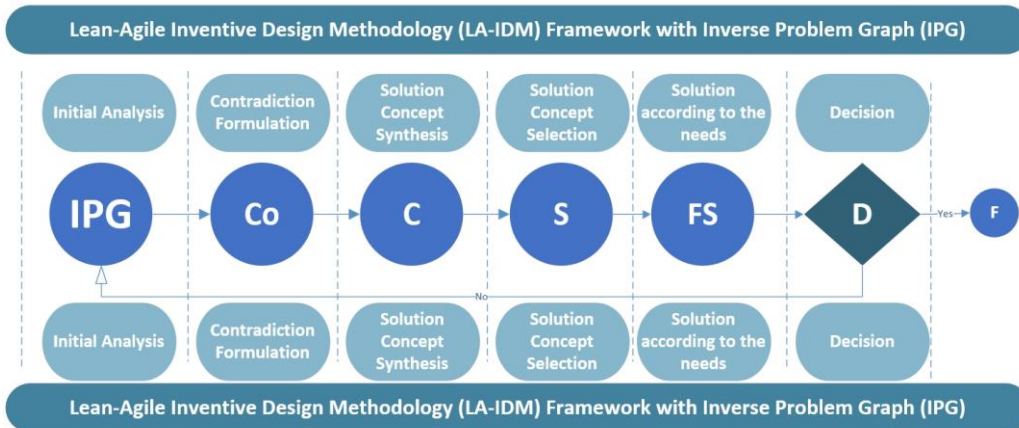 Lean-Agile Inventive Design Methodology (LA-IDM) Framework with Inverse Problem Graph (IPG)
Initial Analysis
Contradiction
Formulation
Solution
Concept
Synthesis
Solution
Concept
Selection
Solution
according to the
needs
Decision
IPG
Co
C
S
FS
D
Yes
F
No
Initial Analysis
Contradiction
Formulation
Solution
Concept
Synthesis
Solution
Concept
Selection
Solution
according to the
needs
Decision
Lean-Agile Inventive Design Methodology (LA-IDM) Framework with Inverse Problem Graph (IPG)